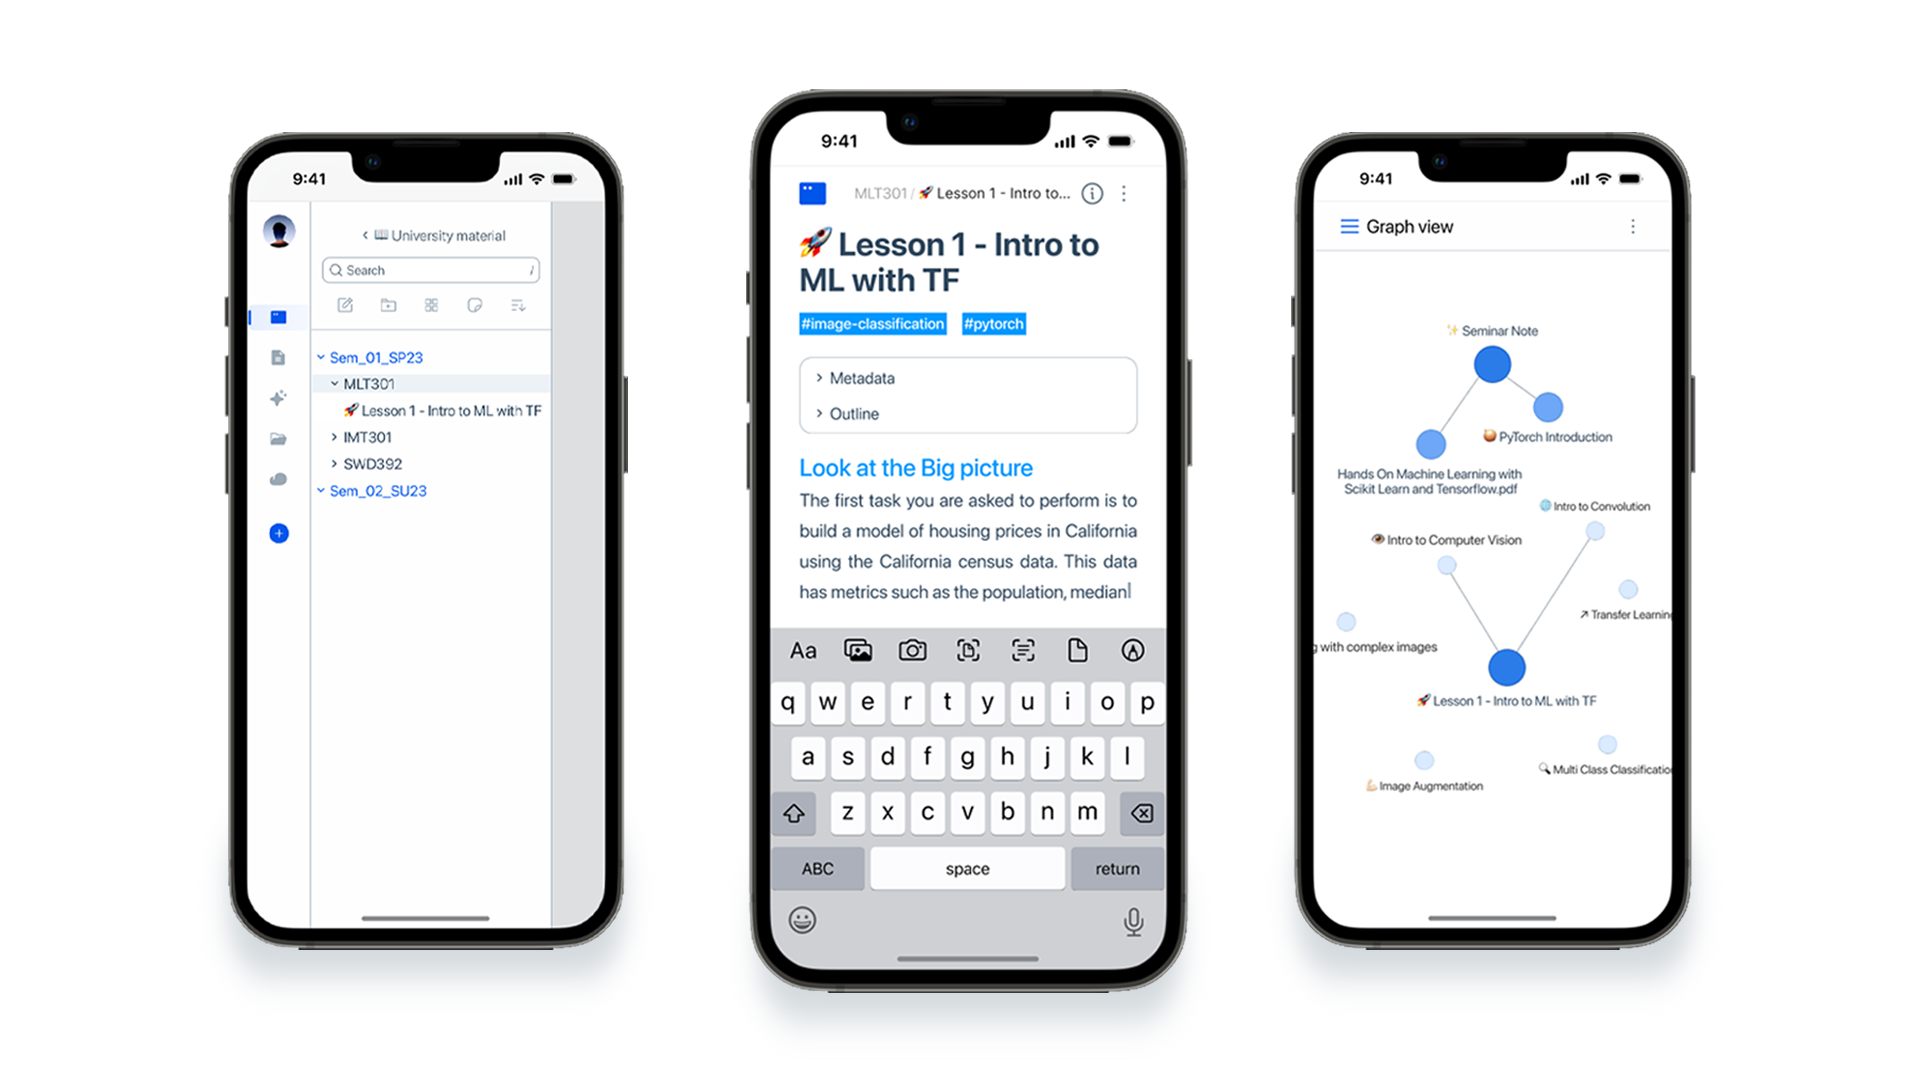 9:41
University material
Search
Sem_01_SP23
MLT301
🚀 Lesson 1 - Intro to ML with TF
IMT301
SWD392
Sem_02_SU23
9:41
MLT301 / 🚀 Lesson 1 - Intro to...
🚀 Lesson 1 - Intro to
ML with TF
#image-classification #pytorch
Metadata
Outline
Look at the Big picture
The first task you are asked to perform is to
build a model of housing prices in California
using the California census data. This data
has metrics such as the population, median
Aa
q w e r t y u i o p
a s d f g h j k l
z x c v b n m
ABC space return
9:41
Graph view
✨ Seminar Note
PyTorch Introduction
Hands On Machine Learning with
Scikit Learn and Tensorflow.pdf
🌐 Intro to Convolution
👁 Intro to Computer Vision
↗ Transfer Learning
g with complex images
🚀 Lesson 1 - Intro to ML with TF
🔍 Multi Class Classification
💪🏻 Image Augmentation